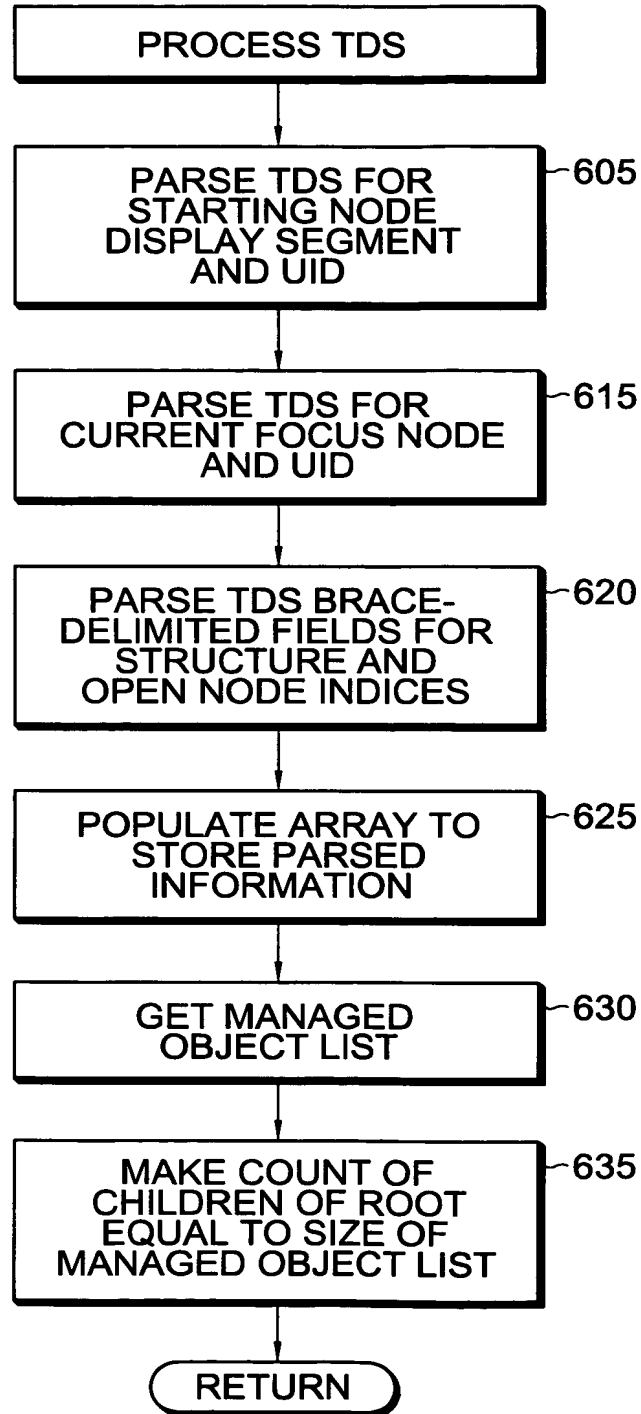 PROCESS TDS
PARSE TDS FOR
STARTING NODE
DISPLAY SEGMENT
AND UID
605
PARSE TDS FOR
CURRENT FOCUS NODE
AND UID
615
PARSE TDS BRACE-
DELIMITED FIELDS FOR
STRUCTURE AND
OPEN NODE INDICES
620
POPULATE ARRAY TO
STORE PARSED
INFORMATION
625
GET MANAGED
OBJECT LIST
630
MAKE COUNT OF
CHILDREN OF ROOT
EQUAL TO SIZE OF
MANAGED OBJECT LIST
635
RETURN